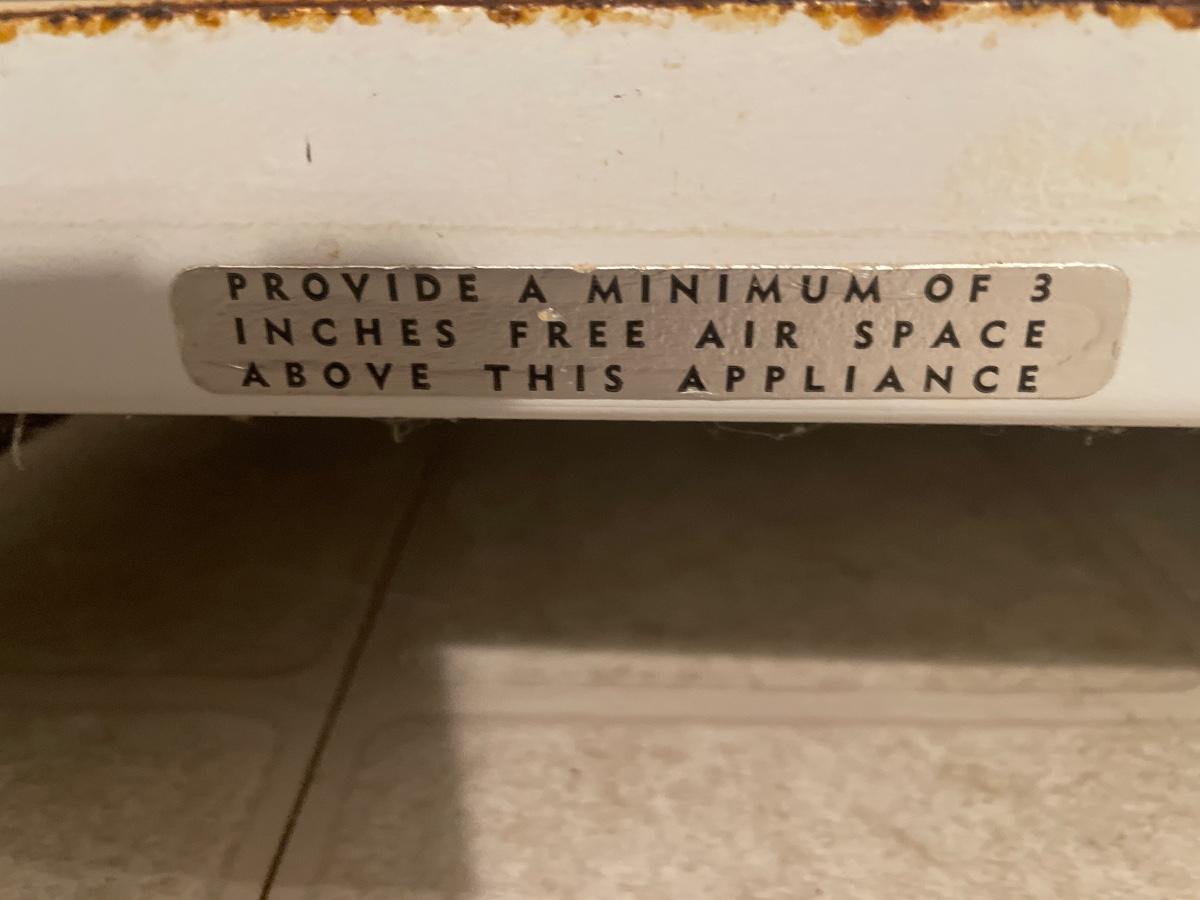 PROVIDE A MINIMUM OF 3
INCHES FREE AIR SPACE
ABOVE THIS APPLIANCE